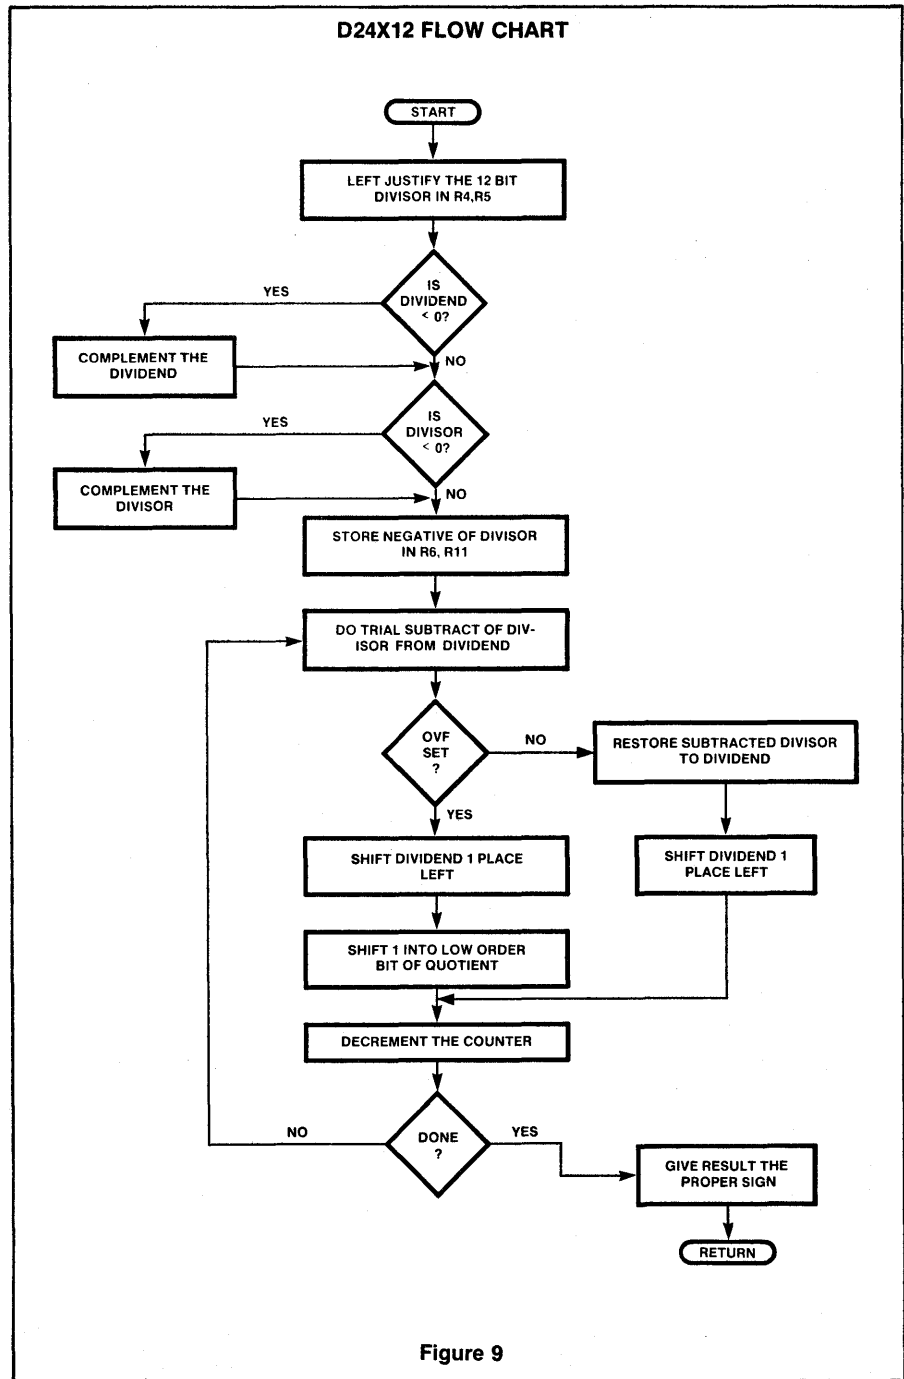 D24X12 FLOW CHART
START
LEFT JUSTIFY THE 12 BIT
DIVISOR IN R4,R5
IS
DIVIDEND
< 0?
YES
NO
COMPLEMENT THE
DIVIDEND
IS
DIVISOR
< 0?
YES
NO
COMPLEMENT THE
DIVISOR
STORE NEGATIVE OF DIVISOR
IN R6, R11
DO TRIAL SUBTRACT OF DIV-
ISOR FROM DIVIDEND
OVF
SET
?
NO
RESTORE SUBTRACTED DIVISOR
TO DIVIDEND
YES
SHIFT DIVIDEND 1 PLACE
LEFT
SHIFT DIVIDEND 1
PLACE LEFT
SHIFT 1 INTO LOW ORDER
BIT OF QUOTIENT
DECREMENT THE COUNTER
DONE
?
NO
YES
GIVE RESULT THE
PROPER SIGN
RETURN
Figure 9